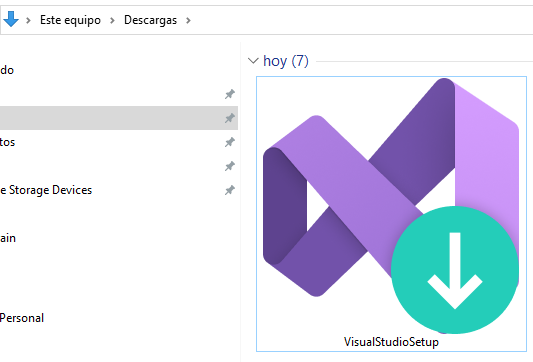 Este equipo > Descargas >
hoy (7)
do
tos
e Storage Devices
ain
Personal
VisualStudioSetup